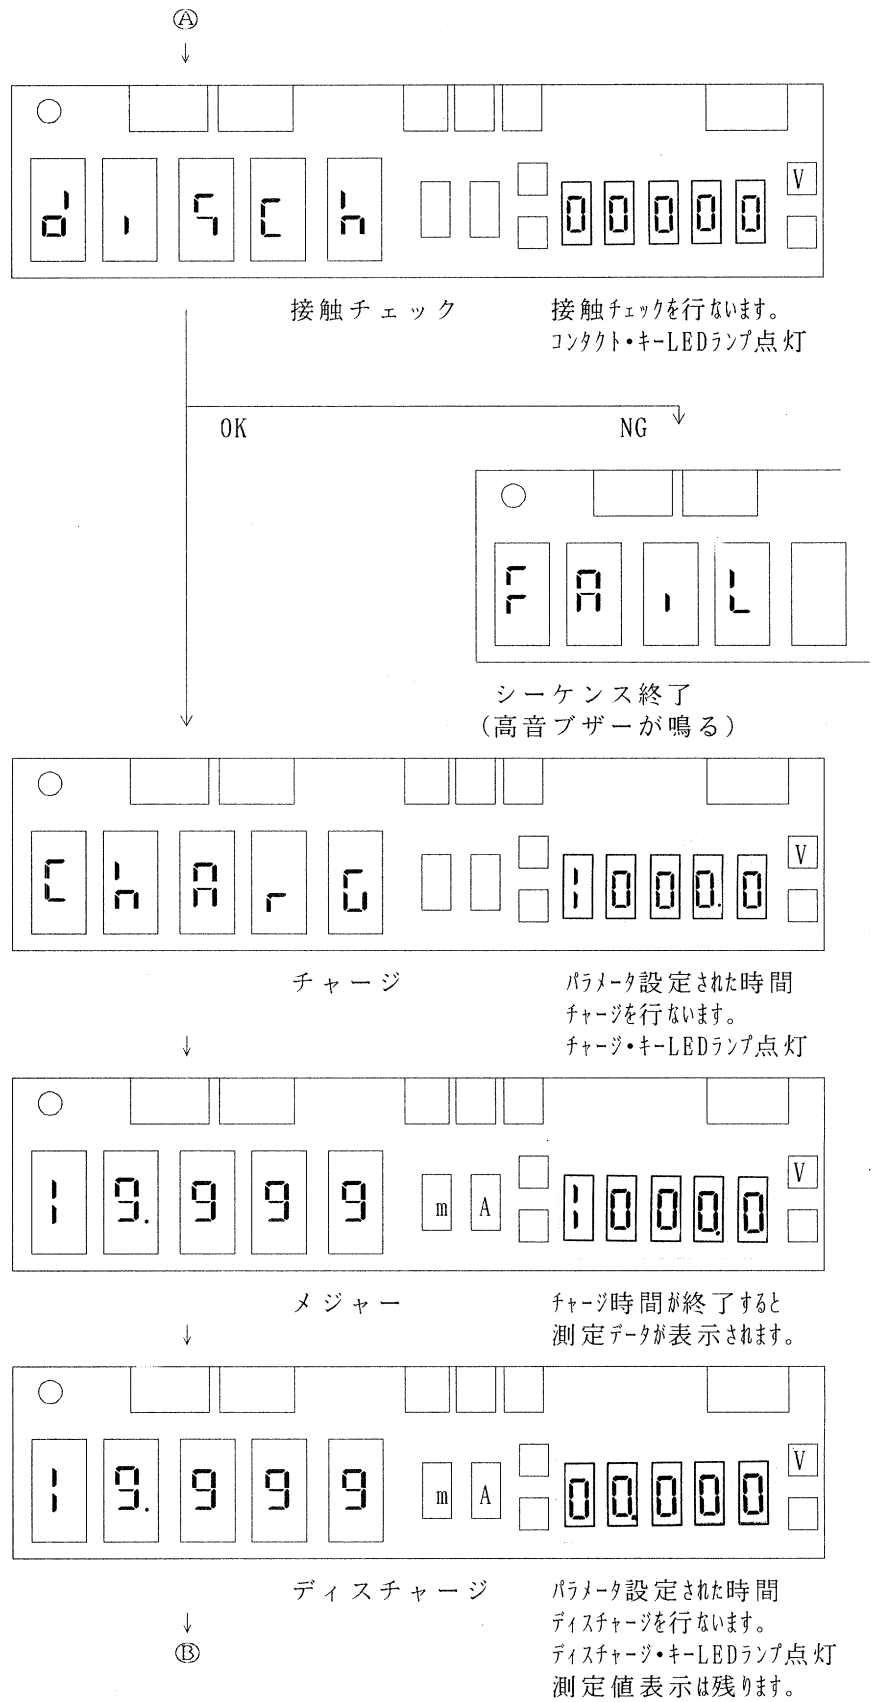 Ⓐ
↓
diSCh 00000 V
接触チェック
接触チェックを行ないます。
コンタクト・キーLEDランプ点灯
OK
NG
FAiL
シーケンス終了
(高音ブザーが鳴る)
ChArG 1000.0 V
チャージ
パラメータ設定された時間
チャージを行ないます。
チャージ・キーLEDランプ点灯
↓
19.999 m A 1000.0 V
メジャー
チャージ時間が終了すると
測定データが表示されます。
↓
19.999 m A 00.000 V
ディスチャージ
パラメータ設定された時間
ディスチャージを行ないます。
ディスチャージ・キーLEDランプ点灯
測定値表示は残ります。
↓
Ⓑ